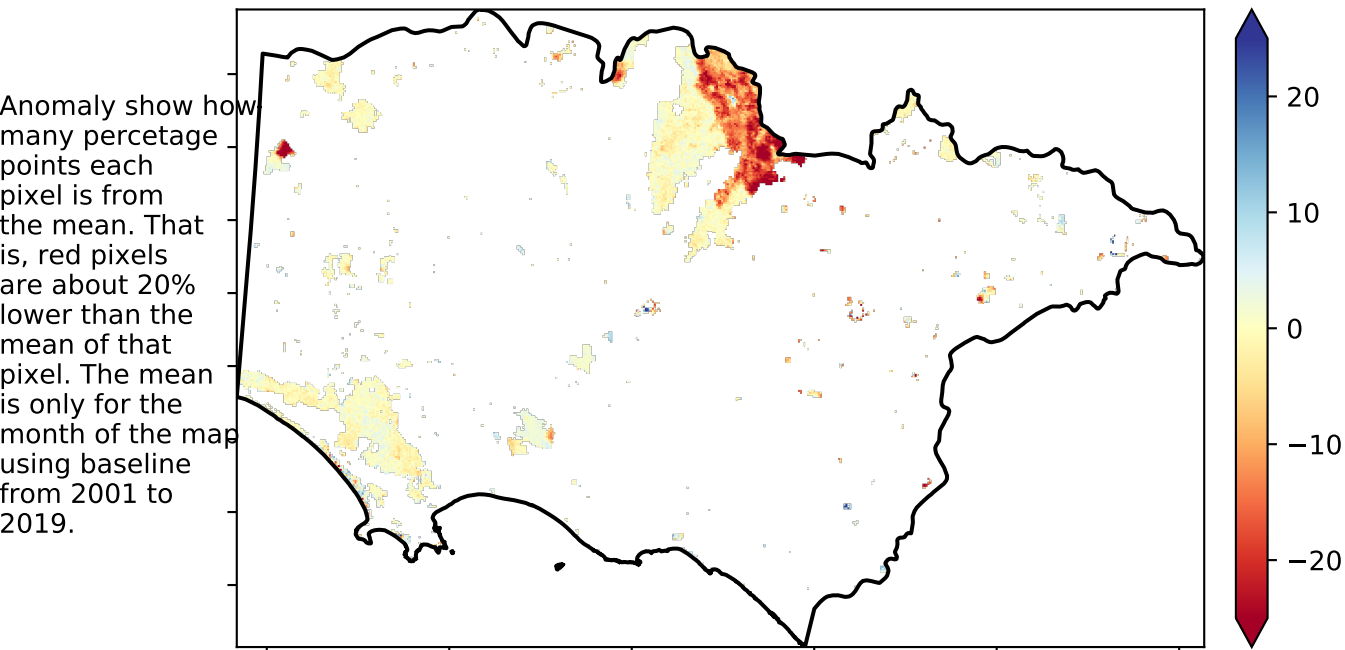 Anomaly show how
many percetage
points each
pixel is from
the mean. That
is, red pixels
are about 20%
lower than the
mean of that
pixel. The mean
is only for the
month of the map
using baseline
from 2001 to
2019.
20
10
0
−10
−20